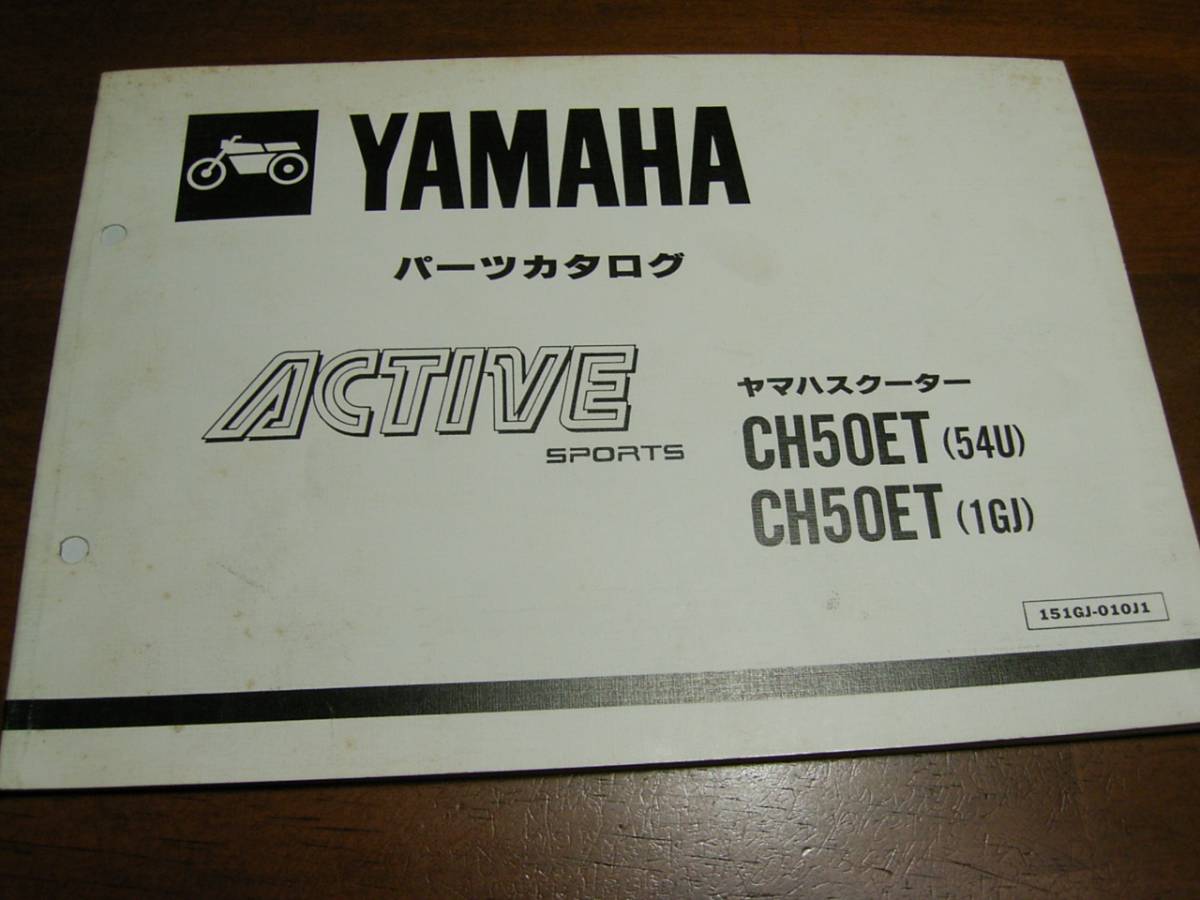 YAMAHA
パーツカタログ
ACTIVE
SPORTS
ヤマハスクーター
CH50ET (54U)
CH50ET (1GJ)
151GJ-010J1